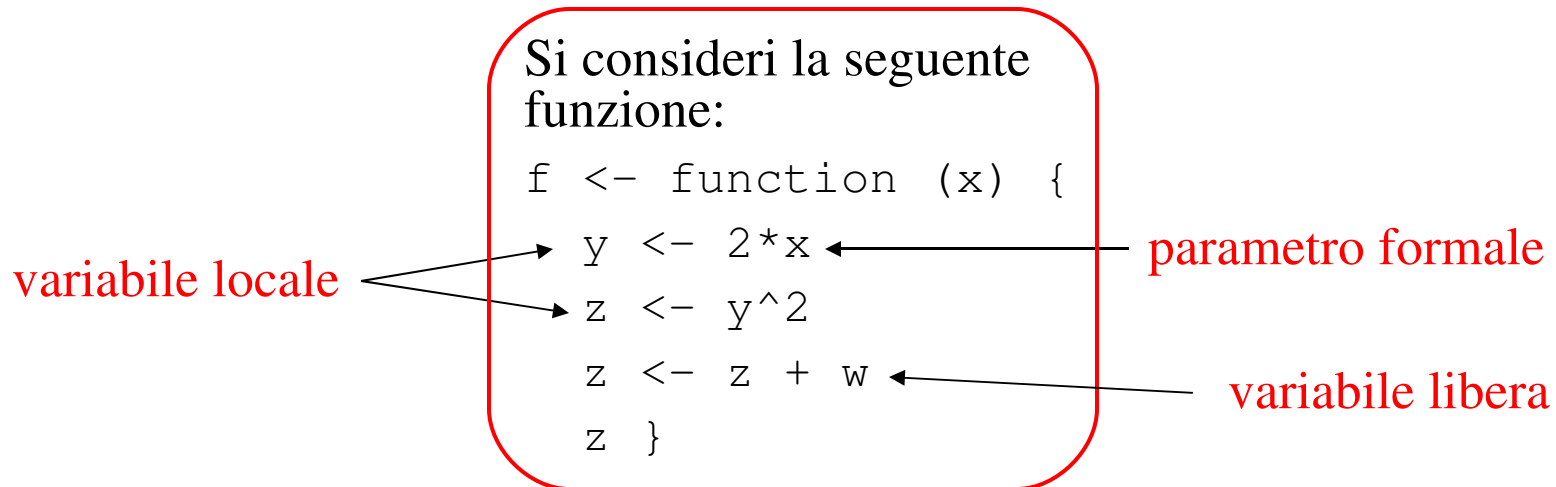 Si consideri la seguente
funzione:
f <- function (x) {
y <- 2*x
parametro formale
variabile locale
z <- y^2
z <- z + w
variabile libera
z }